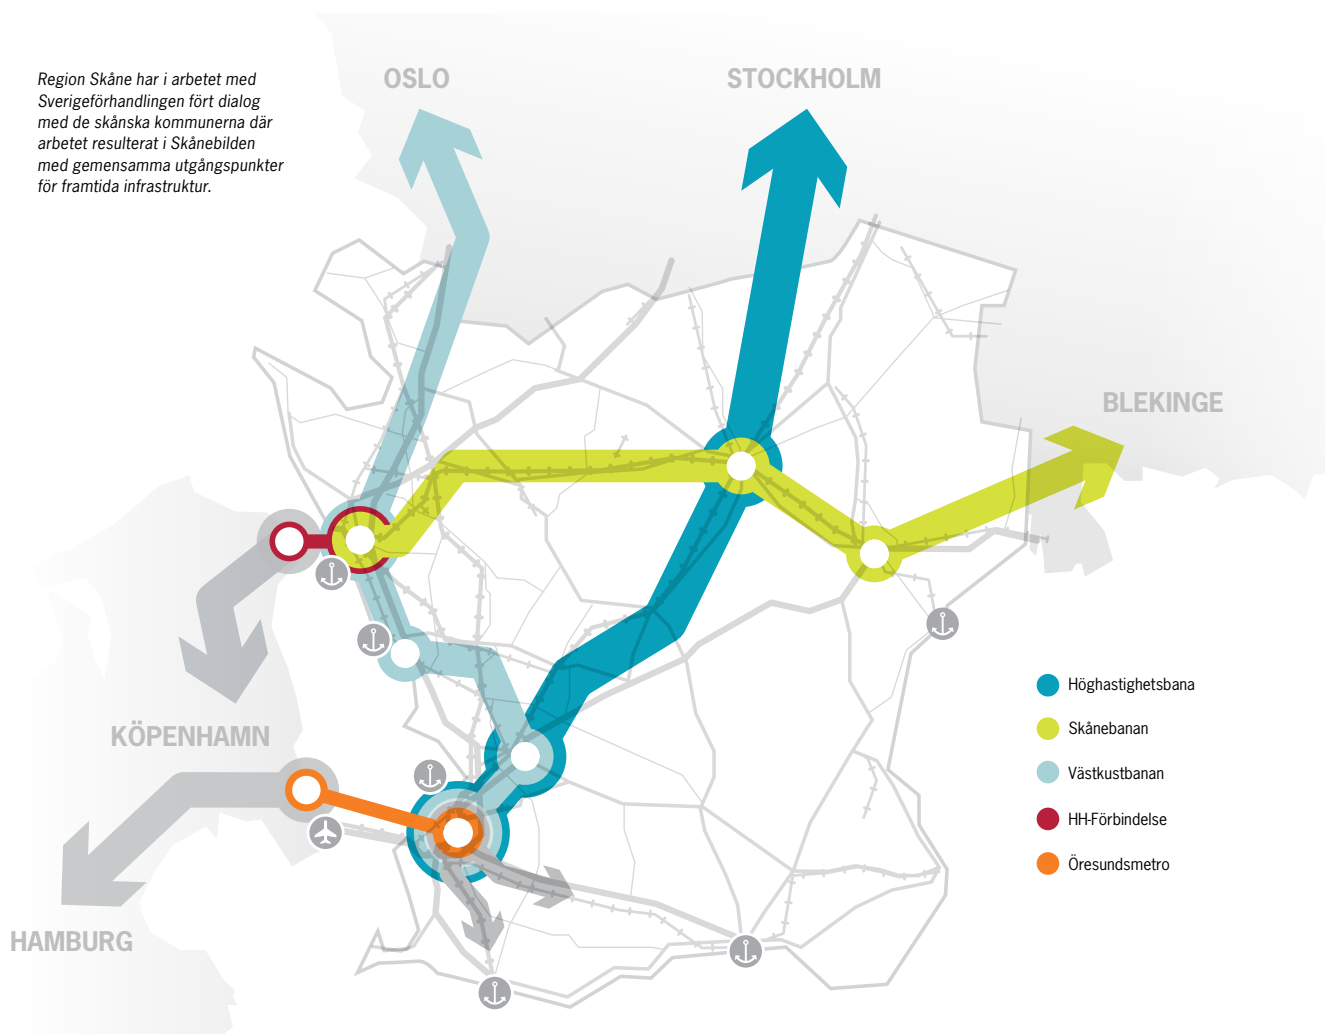 Region Skåne har i arbetet med
Sverigeförhandlingen fört dialog
med de skånska kommunerna där
arbetet resulterat i Skånebilden
med gemensamma utgångspunkter
för framtida infrastruktur.
OSLO
STOCKHOLM
BLEKINGE
KÖPENHAMN
HAMBURG
Höghastighetsbana
Skånebanan
Västkustbanan
HH-Förbindelse
Öresundsmetro